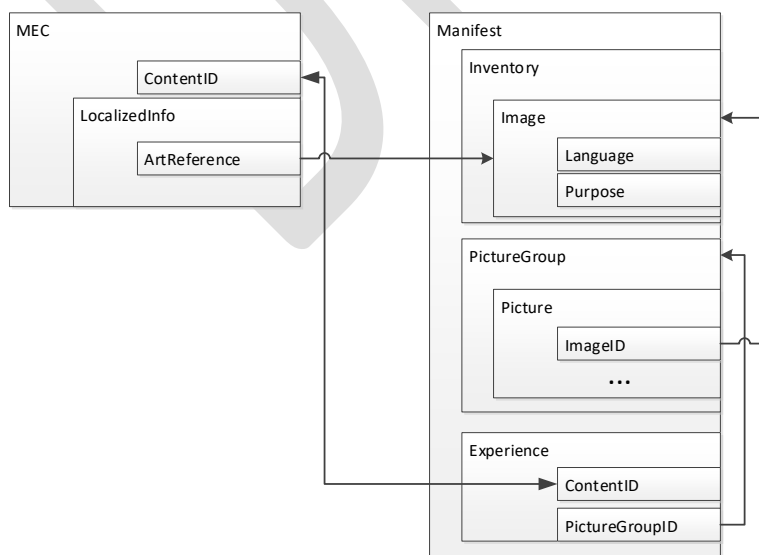 MEC
ContentID
LocalizedInfo
ArtReference
Manifest
Inventory
Image
Language
Purpose
PictureGroup
Picture
ImageID
...
Experience
ContentID
PictureGroupID